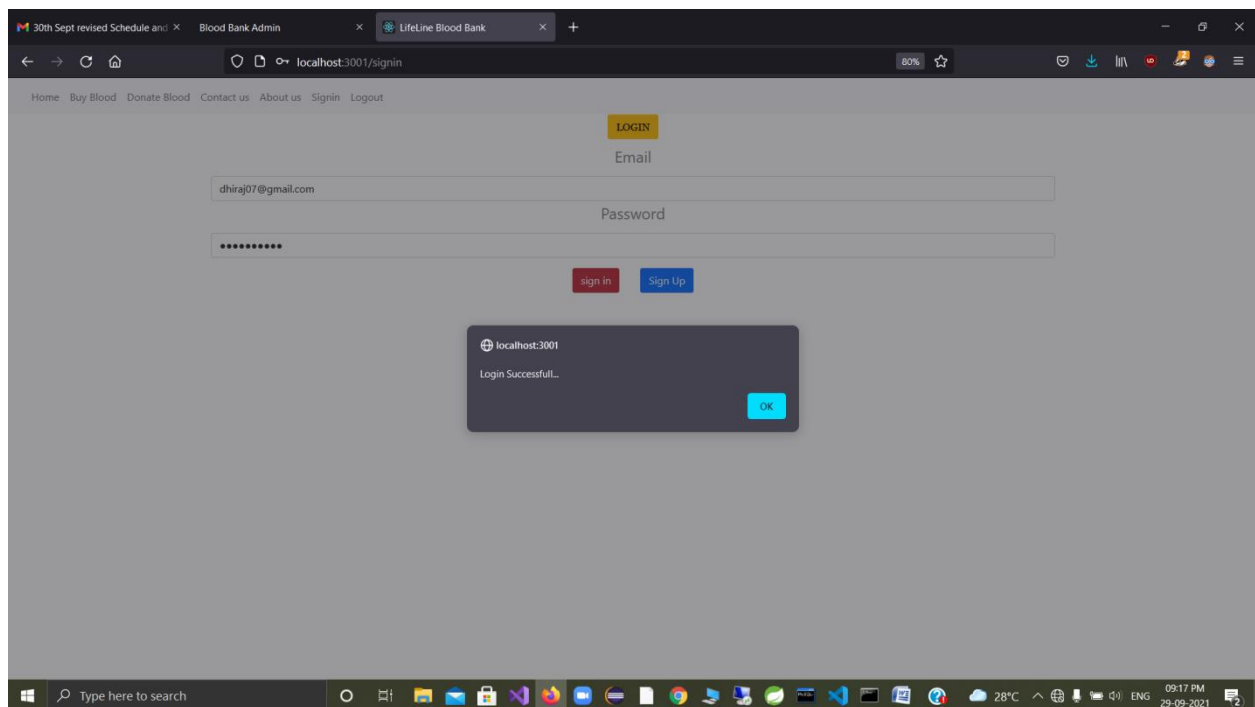 30th Sept revised Schedule and
Blood Bank Admin
LifeLine Blood Bank
localhost:3001/signin
80%
Home Buy Blood Donate Blood Contact us About us Signin Logout
LOGIN
Email
dhiraj07@gmail.com
Password
••••••••••
sign in Sign Up
localhost:3001
Login Successfull...
OK
Type here to search
28°C ENG
09:17 PM
29-09-2021